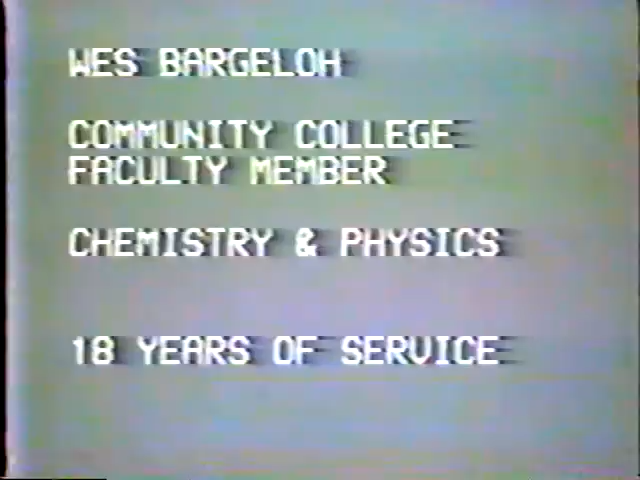 WES BARGELOH
COMMUNITY COLLEGE
FACULTY MEMBER
CHEMISTRY & PHYSICS
18 YEARS OF SERVICE